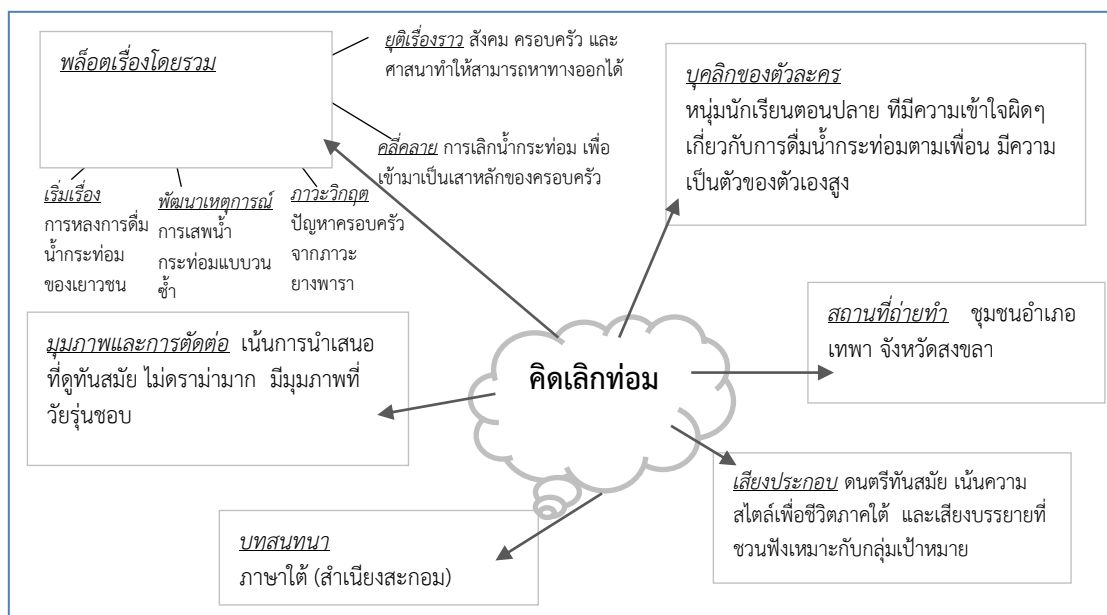 พล็อตเรื่องโดยรวม
ยุติเรื่องราว สังคม ครอบครัว และ
ศาสนาทำให้สามารถหาทางออกได้
คลี่คลาย การเลิกน้ำกระท่อม เพื่อ
เข้ามาเป็นเสาหลักของครอบครัว
เริ่มเรื่อง
การหลงการดื่ม
น้ำกระท่อม
ของเยาวชน
พัฒนาเหตุการณ์
การเสพน้ำ
กระท่อมแบบวน
ซ้ำ
ภาวะวิกฤต
ปัญหาครอบครัว
จากภาวะ
ยางพารา
บุคลิกของตัวละคร
หนุ่มนักเรียนตอนปลาย ทีมีความเข้าใจผิดๆ
เกี่ยวกับการดื่มน้ำกระท่อมตามเพื่อน มีความ
เป็นตัวของตัวเองสูง
มุมภาพและการตัดต่อ เน้นการนำเสนอ
ที่ดูทันสมัย ไม่ดราม่ามาก มีมุมภาพที่
วัยรุ่นชอบ
คิดเลิกท่อม
สถานที่ถ่ายทำ ชุมชนอำเภอ
เทพา จังหวัดสงขลา
เสียงประกอบ ดนตรีทันสมัย เน้นความ
สไตล์เพื่อชีวิตภาคใต้ และเสียงบรรยายที่
ชวนฟังเหมาะกับกลุ่มเป้าหมาย
บทสนทนา
ภาษาใต้ (สำเนียงสะกอม)